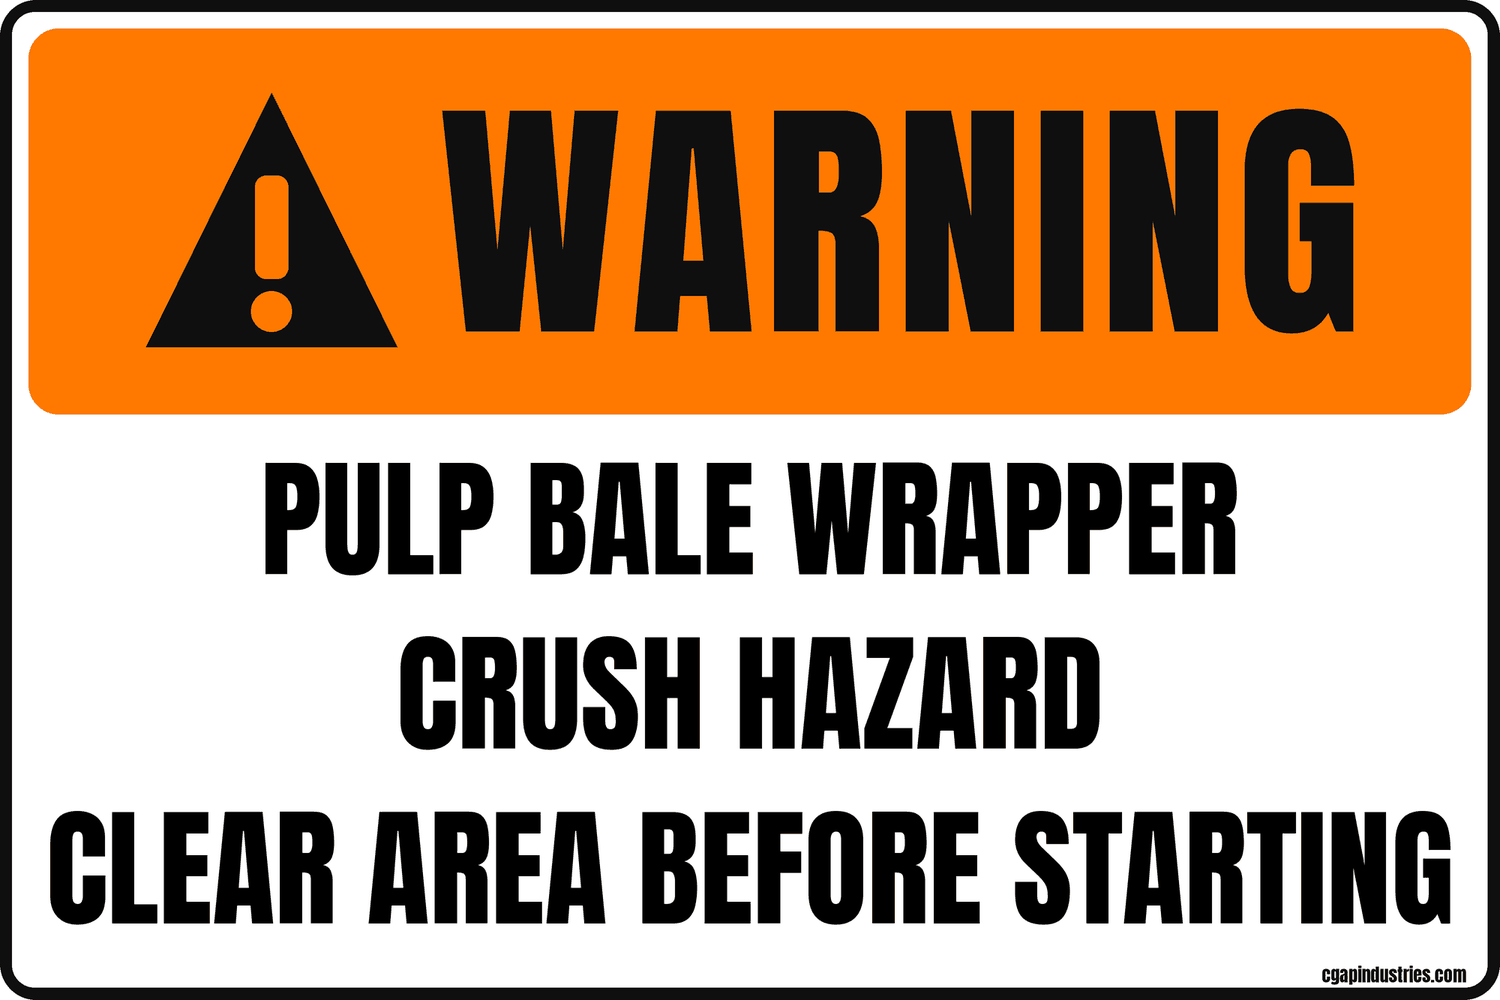 WARNING
PULP BALE WRAPPER
CRUSH HAZARD
CLEAR AREA BEFORE STARTING
cgapindustries.com